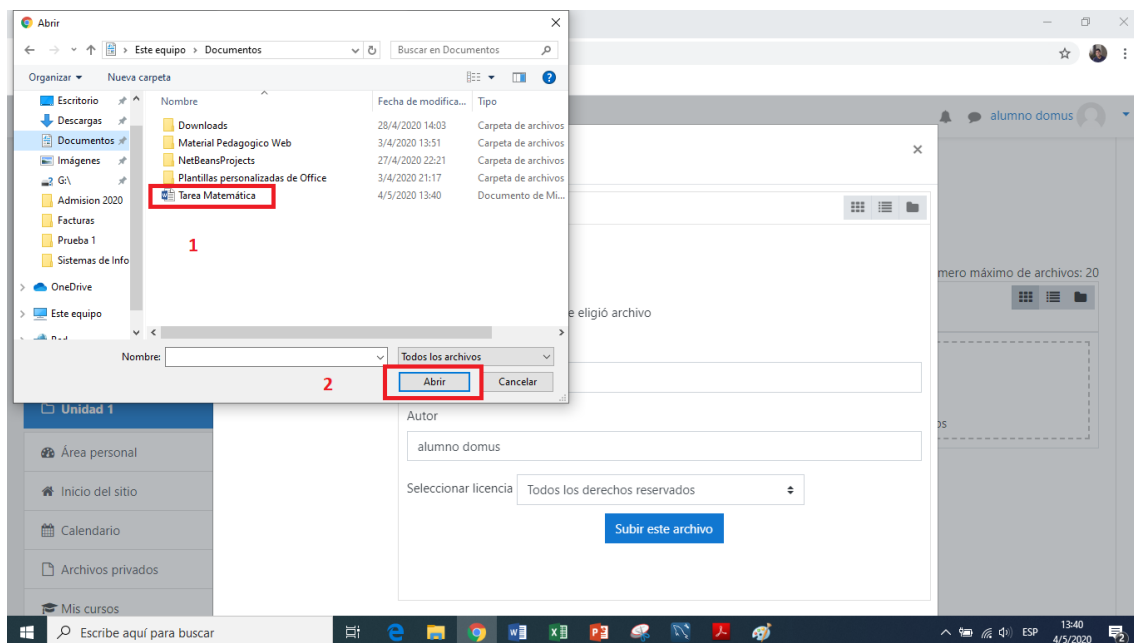 Abrir
Este equipo > Documentos
Buscar en Documentos
Organizar
Nueva carpeta
Nombre
Fecha de modifica...
Tipo
Escritorio
Descargas
Documentos
Imágenes
G:\
Admision 2020
Facturas
Prueba 1
Sistemas de Info
OneDrive
Este equipo
Downloads 28/4/2020 14:03 Carpeta de archivos
Material Pedagogico Web 3/4/2020 13:51 Carpeta de archivos
NetBeansProjects 27/4/2020 22:21 Carpeta de archivos
Plantillas personalizadas de Office 3/4/2020 21:17 Carpeta de archivos
Tarea Matemática 4/5/2020 13:40 Documento de Mi...
1
Nombre:
Todos los archivos
2
Abrir
Cancelar
alumno domus
mero máximo de archivos: 20
e eligió archivo
os
Autor
alumno domus
Seleccionar licencia
Todos los derechos reservados
Subir este archivo
Unidad 1
Área personal
Inicio del sitio
Calendario
Archivos privados
Mis cursos
Escribe aquí para buscar
ESP
13:40
4/5/2020